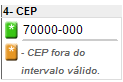 4- CEP
* 70000-000
* - CEP fora do
intervalo válido.